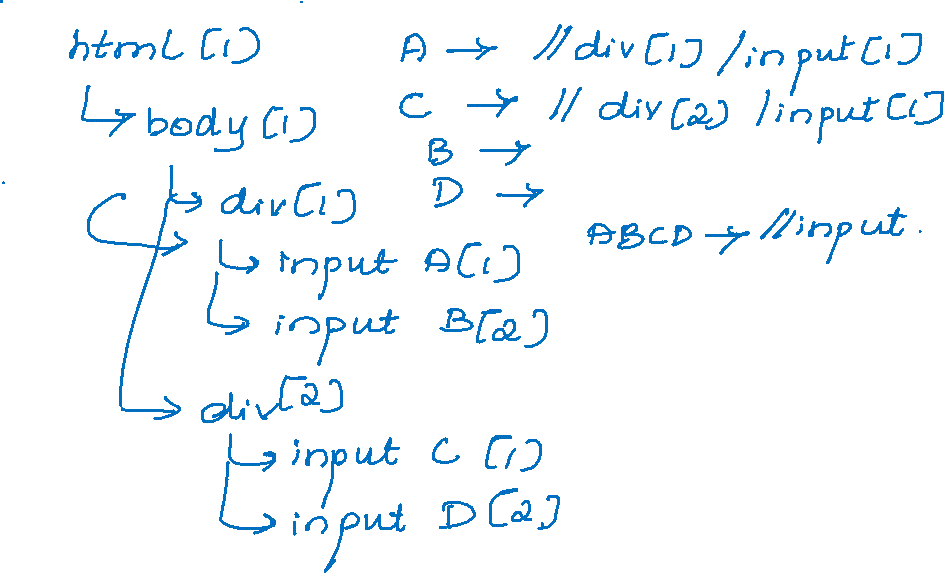 html[1]
↳ body[1]
↳ div[1]
↳ input A[1]
↳ input B[2]
↳ div[2]
↳ input C [1]
↳ input D[2]
A → //div[1]/input[1]
C → // div[2] /input[1]
B →
D →
ABCD → //input.